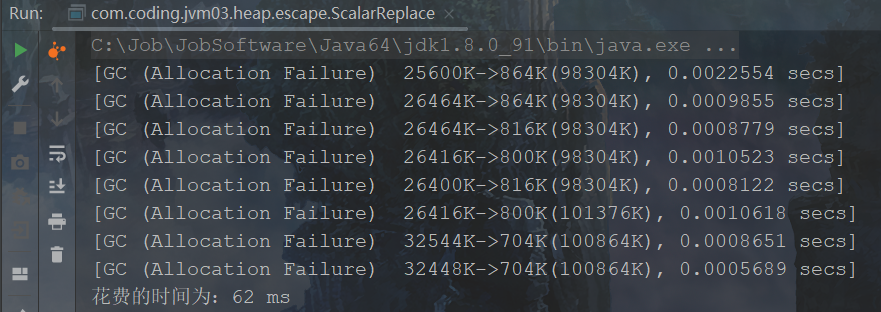 Run: com.coding.jvm03.heap.escape.ScalarReplace
C:\Job\JobSoftware\Java64\jdk1.8.0_91\bin\java.exe ...
[GC (Allocation Failure)  25600K->864K(98304K), 0.0022554 secs]
[GC (Allocation Failure)  26464K->864K(98304K), 0.0009855 secs]
[GC (Allocation Failure)  26464K->816K(98304K), 0.0008779 secs]
[GC (Allocation Failure)  26416K->800K(98304K), 0.0010523 secs]
[GC (Allocation Failure)  26400K->816K(98304K), 0.0008122 secs]
[GC (Allocation Failure)  26416K->800K(101376K), 0.0010618 secs]
[GC (Allocation Failure)  32544K->704K(100864K), 0.0008651 secs]
[GC (Allocation Failure)  32448K->704K(100864K), 0.0005689 secs]
花费的时间为：62 ms